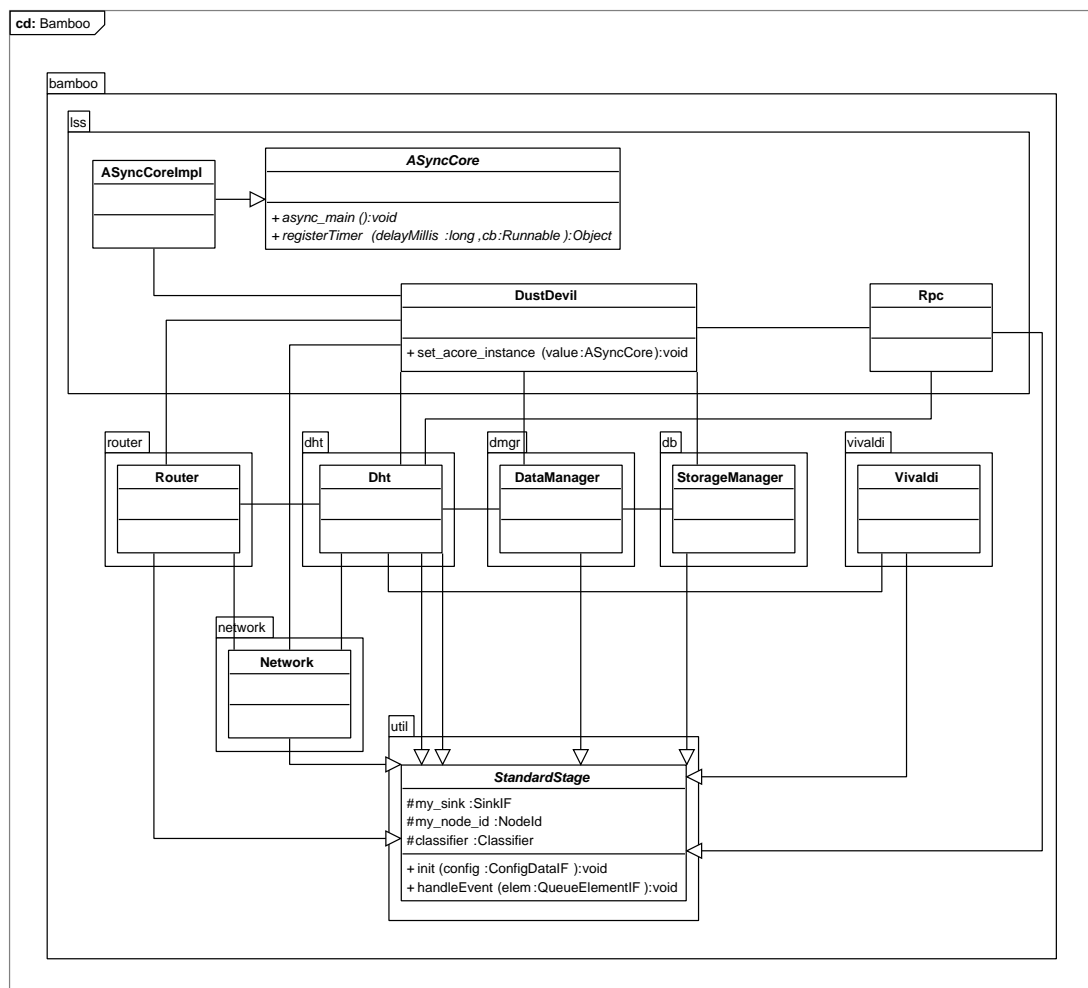 cd: Bamboo
bamboo
lss
ASyncCoreImpl
ASyncCore
+ async_main ():void
+ registerTimer (delayMillis :long ,cb:Runnable ):Object
DustDevil
+ set_acore_instance (value:ASyncCore):void
Rpc
router
dht
dmgr
db
vivaldi
Router
Dht
DataManager
StorageManager
Vivaldi
network
Network
util
StandardStage
#my_sink :SinkIF
#my_node_id :NodeId
#classifier :Classifier
+ init (config :ConfigDataIF ):void
+ handleEvent (elem:QueueElementIF ):void